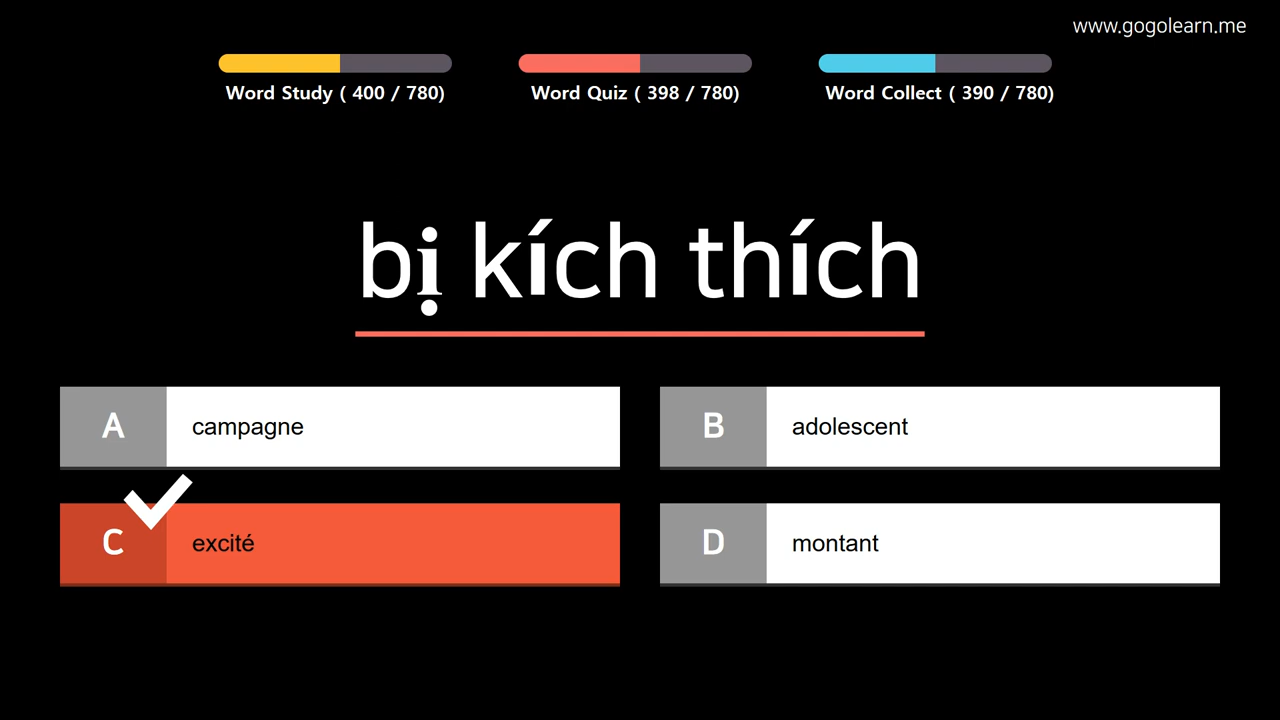 www.gogolearn.me
Word Study ( 400 / 780)
Word Quiz ( 398 / 780)
Word Collect ( 390 / 780)
bị kích thích
A campagne
B adolescent
C excité
D montant